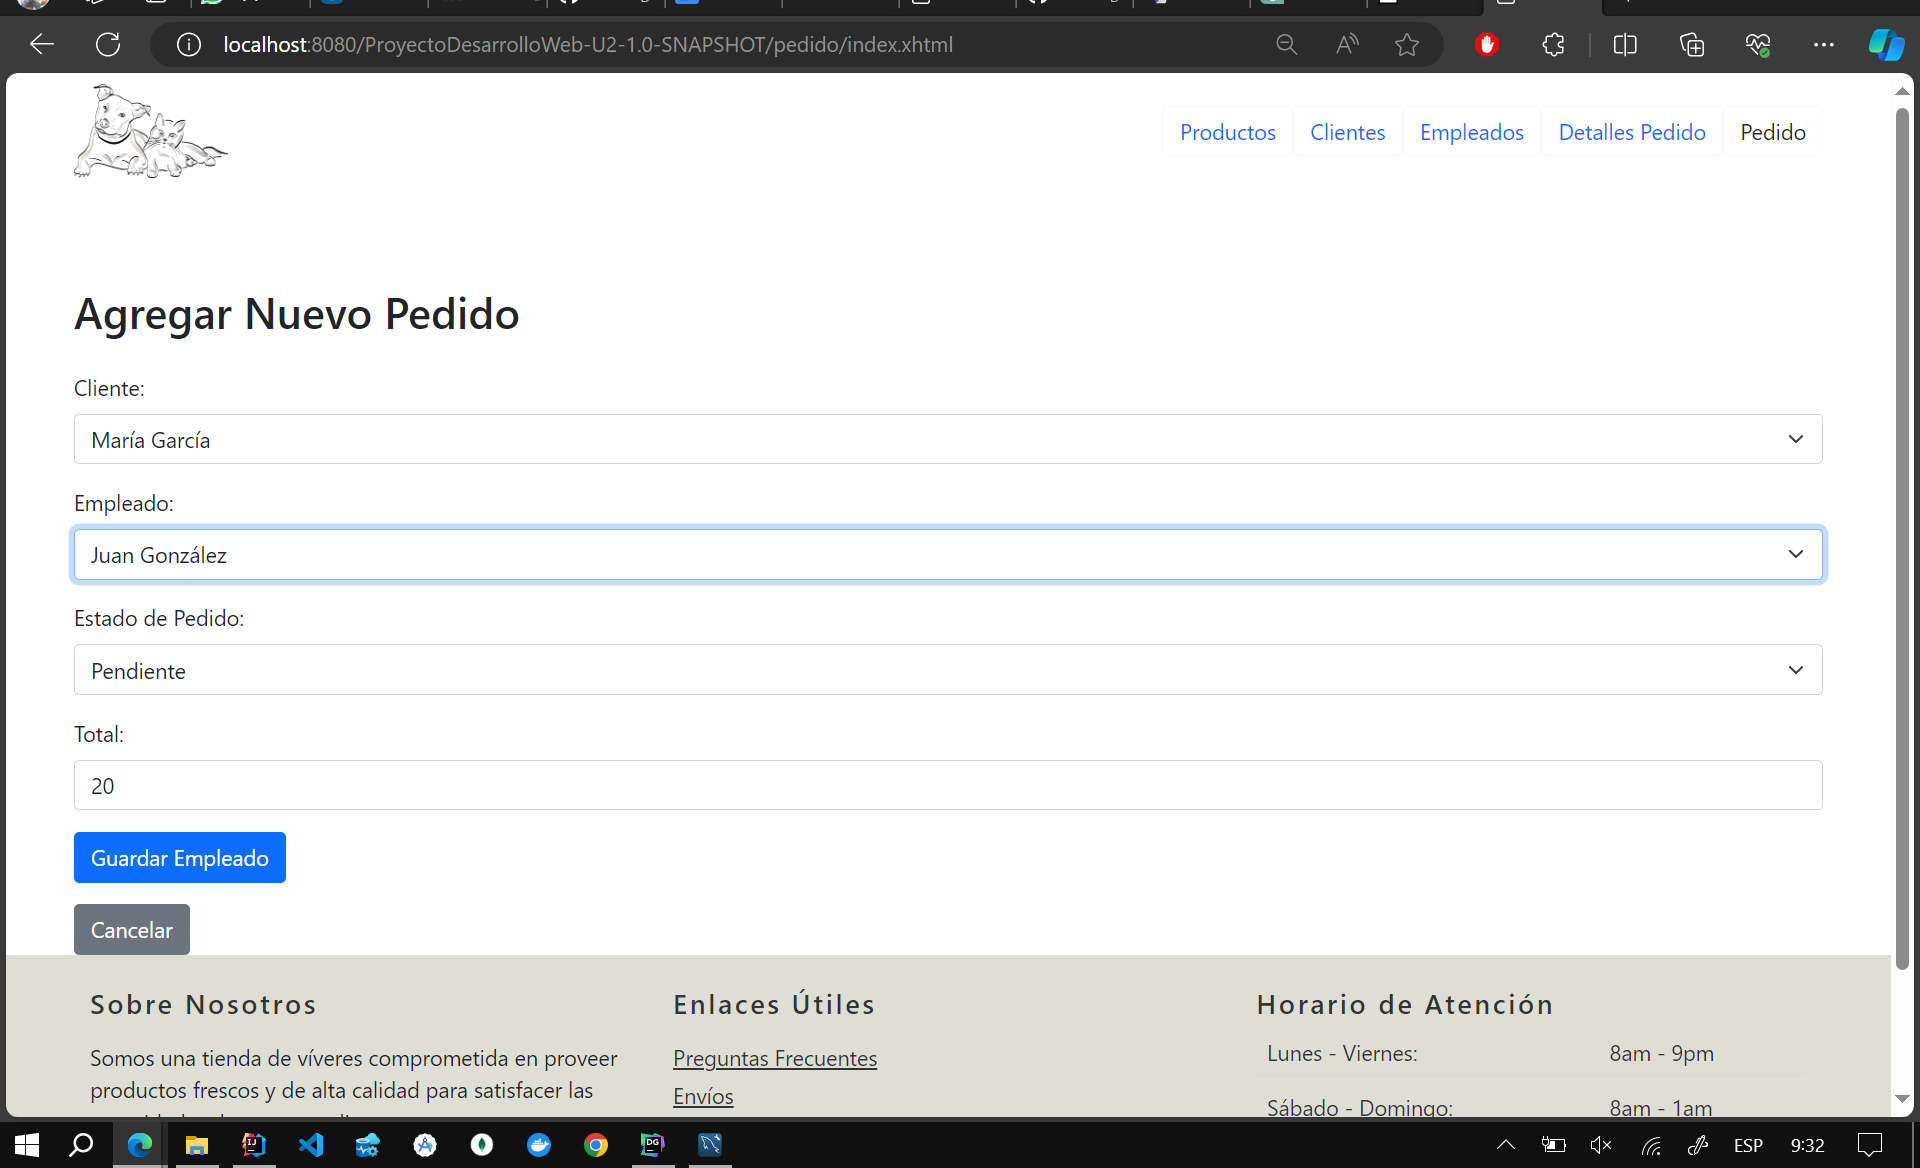 localhost:8080/ProyectoDesarrolloWeb-U2-1.0-SNAPSHOT/pedido/index.xhtml
Productos
Clientes
Empleados
Detalles Pedido
Pedido
Agregar Nuevo Pedido
Cliente:
María García
Empleado:
Juan González
Estado de Pedido:
Pendiente
Total:
20
Guardar Empleado
Cancelar
Sobre Nosotros
Somos una tienda de víveres comprometida en proveer
productos frescos y de alta calidad para satisfacer las
Enlaces Útiles
Preguntas Frecuentes
Envíos
Horario de Atención
Lunes - Viernes: 8am - 9pm
Sábado - Domingo: 8am - 1am
ESP
9:32